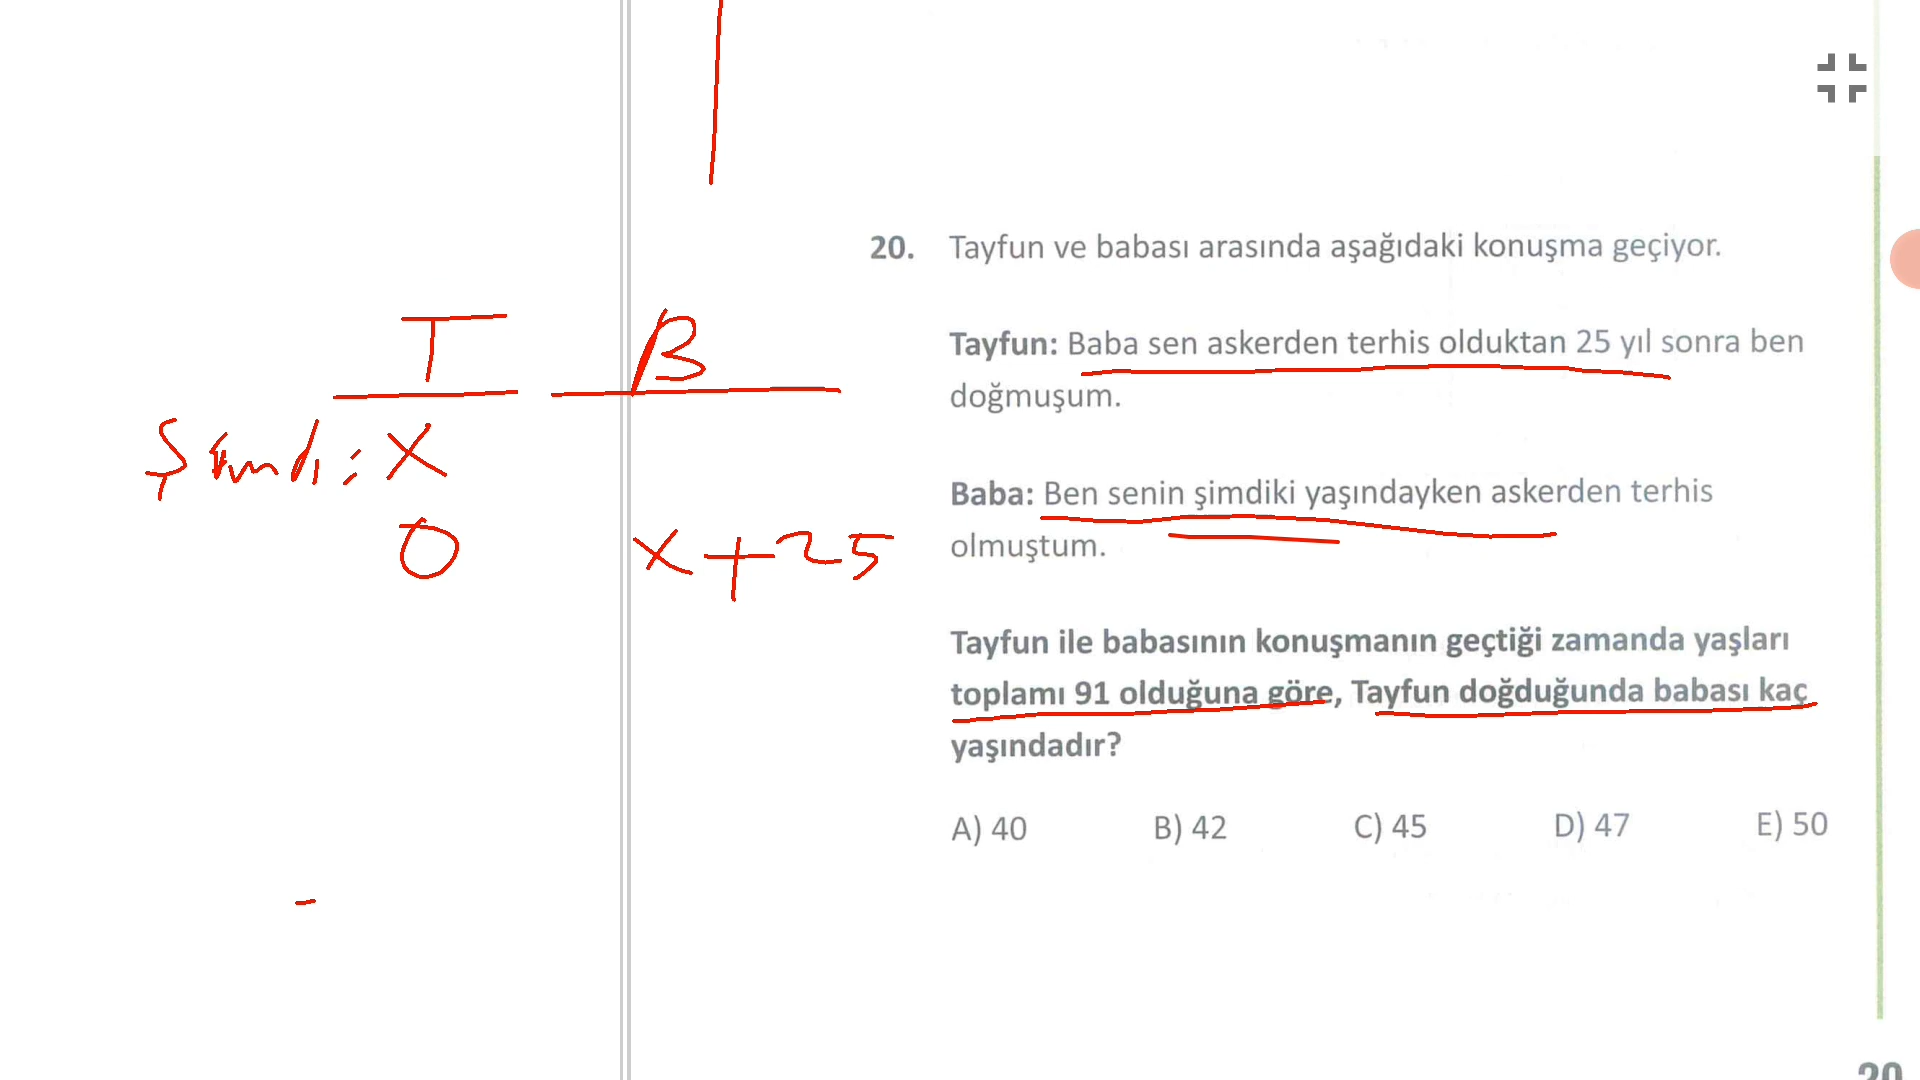 20. Tayfun ve babası arasında aşağıdaki konuşma geçiyor.
Tayfun: Baba sen askerden terhis olduktan 25 yıl sonra ben
doğmuşum.
Baba: Ben senin şimdiki yaşındayken askerden terhis
olmuştum.
Tayfun ile babasının konuşmanın geçtiği zamanda yaşları
toplamı 91 olduğuna göre, Tayfun doğduğunda babası kaç
yaşındadır?
A) 40 B) 42 C) 45 D) 47 E) 50
T B
Şimdi: x
0 x+25